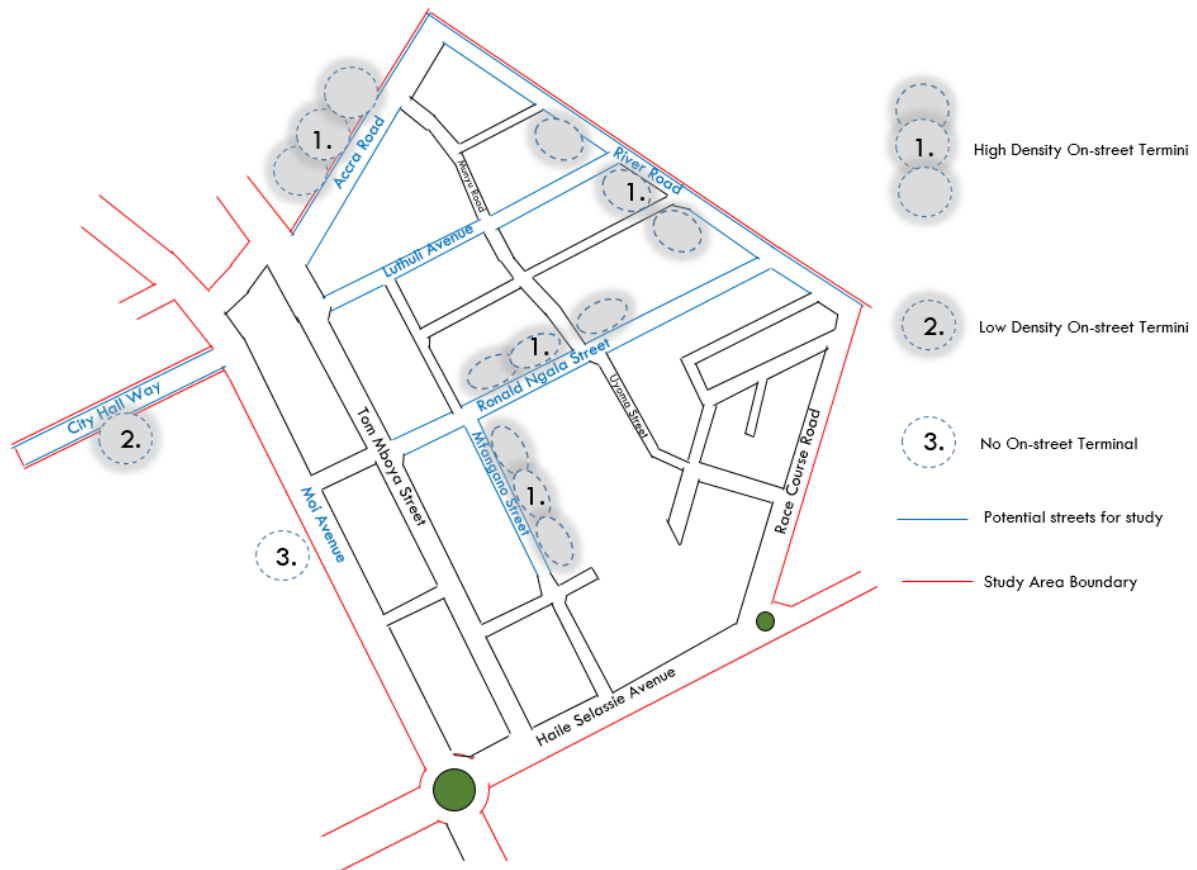 1.
Accra Road
River Road
1.
Munyu Road
Luthuli Avenue
1.
Ronald Ngala Street
Uyoma Street
City Hall Way
2.
Tom Mboya Street
Mfangano Street
1.
Moi Avenue
3.
Race Course Road
Haile Selassie Avenue
1.
High Density On-street Termini
2.
Low Density On-street Termini
3.
No On-street Terminal
Potential streets for study
Study Area Boundary